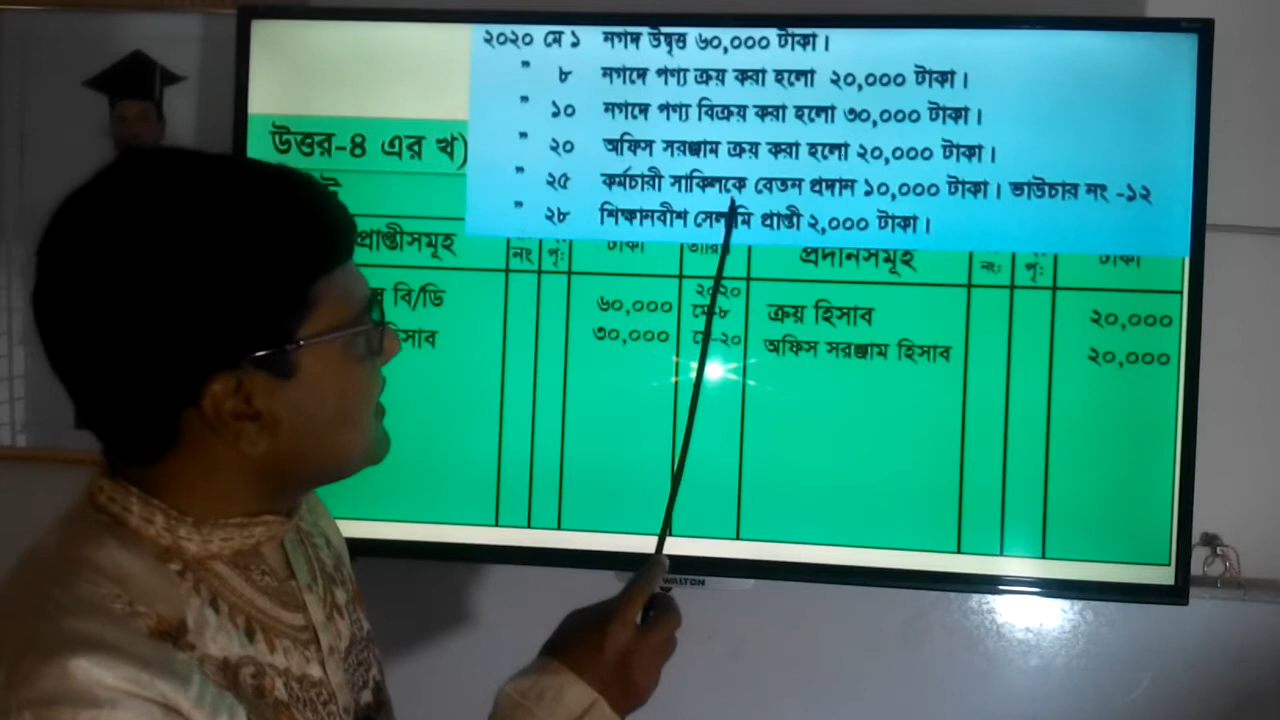 ২০২০ মে ১ নগদ উদ্বৃত্ত ৬০,০০০ টাকা।
" ৮ নগদে পণ্য ক্রয় করা হলো ২০,০০০ টাকা।
" ১০ নগদে পণ্য বিক্রয় করা হলো ৩০,০০০ টাকা।
" ২০ অফিস সরঞ্জাম ক্রয় করা হলো ২০,০০০ টাকা।
" ২৫ কর্মচারী সাকিলকে বেতন প্রদান ১০,০০০ টাকা। ভাউচার নং -১২
" ২৮ শিক্ষানবীশ সেলামি প্রাপ্তী ২,০০০ টাকা।
উত্তর-৪ এর খ)
প্রাপ্তীসমূহ নং পৃ: টাকা তারিখ প্রদানসমূহ নং: পৃ: টাকা
বি/ডি ৬০,০০০ ২০২০ মে-৮ ক্রয় হিসাব ২০,০০০
হিসাব ৩০,০০০ মে-২০ অফিস সরঞ্জাম হিসাব ২০,০০০
WALTON